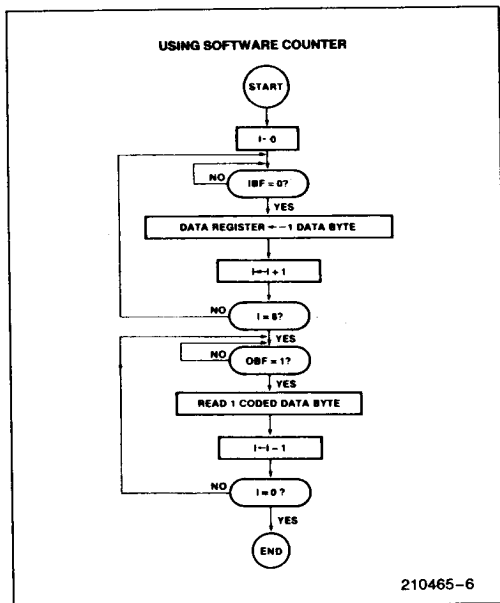 USING SOFTWARE COUNTER
START
I←0
NO
IBF = 0?
YES
DATA REGISTER ←1 DATA BYTE
I←I + 1
NO
I = 8?
YES
NO
OBF = 1?
YES
READ 1 CODED DATA BYTE
I←I – 1
NO
I = 0 ?
YES
END
210465–6